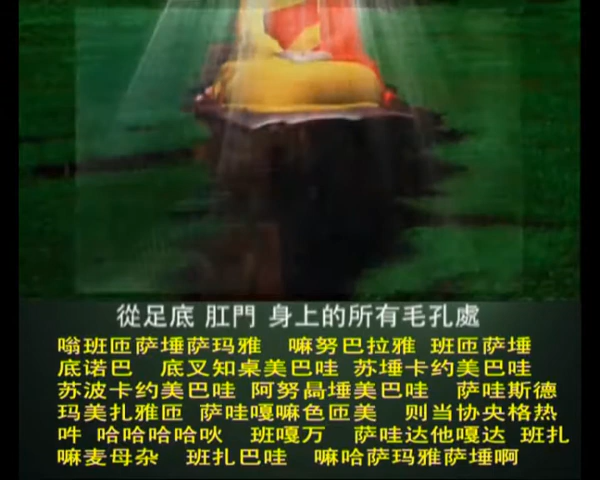 從足底 肛門 身上的所有毛孔處
嗡班匝萨埵萨玛雅 嘛努巴拉雅 班匝萨埵
底诺巴 底叉知桌美巴哇 苏埵卡约美巴哇
苏波卡约美巴哇 阿努晑埵美巴哇 萨哇斯德
玛美扎雅匝 萨哇嘎嘛色匝美 则当协央格热
吽 哈哈哈哈吙 班嘎万 萨哇达他嘎达 班扎
嘛麦母杂 班扎巴哇 嘛哈萨玛雅萨埵啊